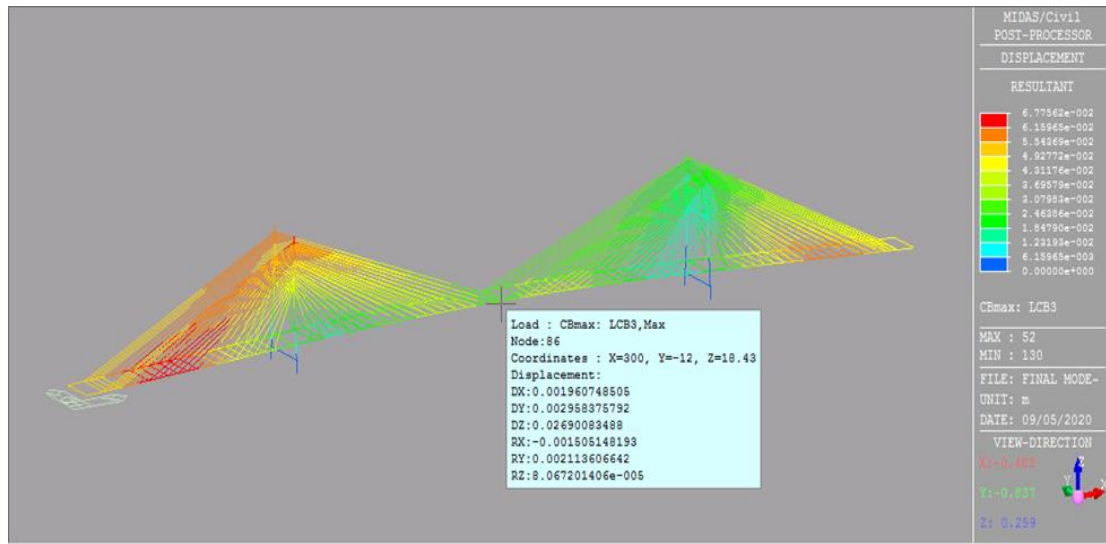 Load : CBmax: LCB3,Max
Node:86
Coordinates : X=300, Y=-12, Z=18.43
Displacement:
DX:0.001960748505
DY:0.002958375792
DZ:0.02690083488
RX:-0.001505148193
RY:0.002113606642
RZ:8.067201406e-005
MIDAS/Civil
POST-PROCESSOR
DISPLACEMENT
RESULTANT
6.77562e-002
6.15965e-002
5.54369e-002
4.92772e-002
4.31176e-002
3.69579e-002
3.07983e-002
2.46386e-002
1.84790e-002
1.23193e-002
6.15965e-003
0.00000e+000
CBmax: LCB3
MAX : 52
MIN : 130
FILE: FINAL MODE-
UNIT: m
DATE: 09/05/2020
VIEW-DIRECTION
X:-0.483
Z
Y:-0.837
Y
X
Z: 0.259